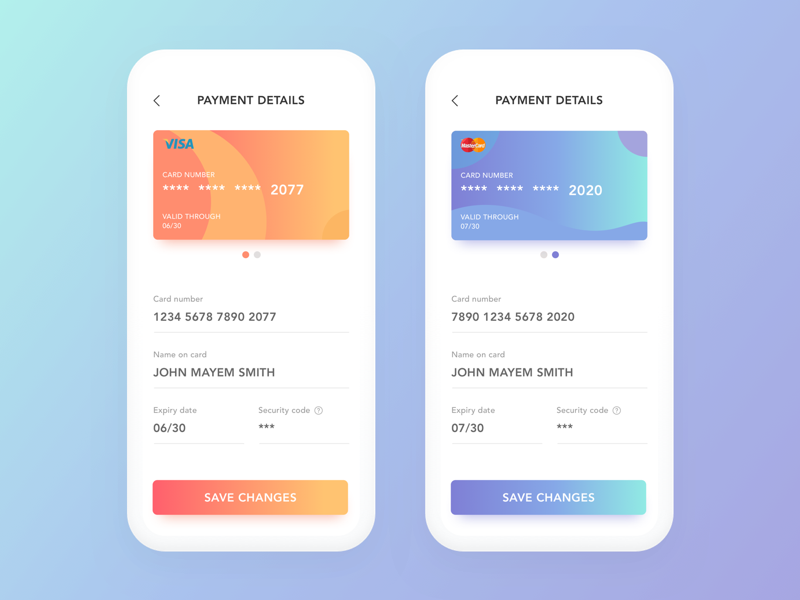 PAYMENT DETAILS
VISA
CARD NUMBER
**** **** **** 2077
VALID THROUGH
06/30
Card number
1234 5678 7890 2077
Name on card
JOHN MAYEM SMITH
Expiry date
Security code ?
06/30
***
SAVE CHANGES
PAYMENT DETAILS
MasterCard
CARD NUMBER
**** **** **** 2020
VALID THROUGH
07/30
Card number
7890 1234 5678 2020
Name on card
JOHN MAYEM SMITH
Expiry date
Security code ?
07/30
***
SAVE CHANGES